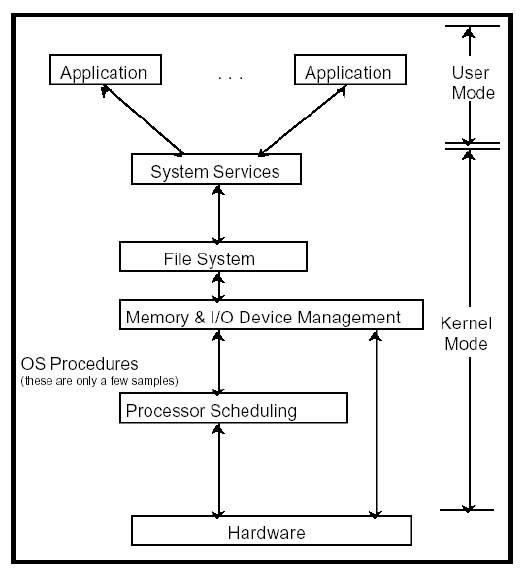 Application . . . Application
User
Mode
System Services
File System
Memory & I/O Device Management
Kernel
Mode
OS Procedures
(these are only a few samples)
Processor Scheduling
Hardware